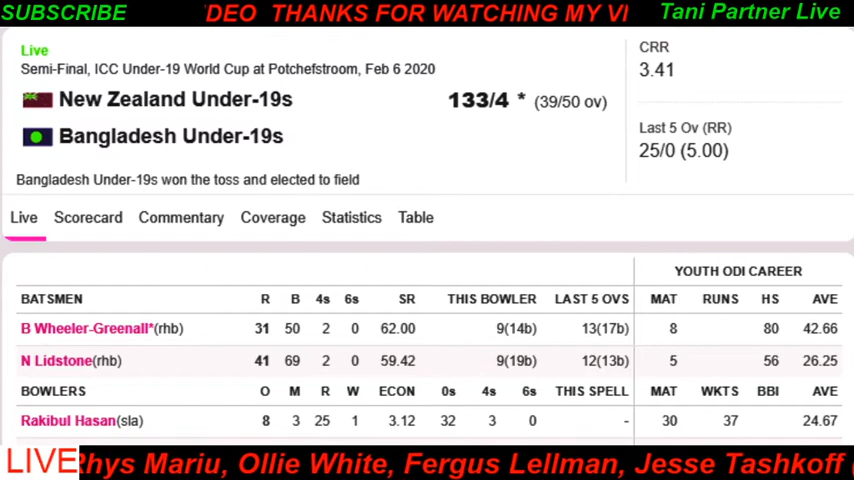 SUBSCRIBE DEO THANKS FOR WATCHING MY VI Tani Partner Live
Live
Semi-Final, ICC Under-19 World Cup at Potchefstroom, Feb 6 2020
New Zealand Under-19s 133/4 * (39/50 ov)
Bangladesh Under-19s
Bangladesh Under-19s won the toss and elected to field
CRR
3.41
Last 5 Ov (RR)
25/0 (5.00)
Live Scorecard Commentary Coverage Statistics Table
YOUTH ODI CAREER
BATSMEN R B 4s 6s SR THIS BOWLER LAST 5 OVS MAT RUNS HS AVE
B Wheeler-Greenall*(rhb) 31 50 2 0 62.00 9(14b) 13(17b) 8 80 42.66
N Lidstone(rhb) 41 69 2 0 59.42 9(19b) 12(13b) 5 56 26.25
BOWLERS O M R W ECON 0s 4s 6s THIS SPELL MAT WKTS BBI AVE
Rakibul Hasan(sla) 8 3 25 1 3.12 32 3 0 - 30 37 24.67
LIVE Rhys Mariu, Ollie White, Fergus Lellman, Jesse Tashkoff (